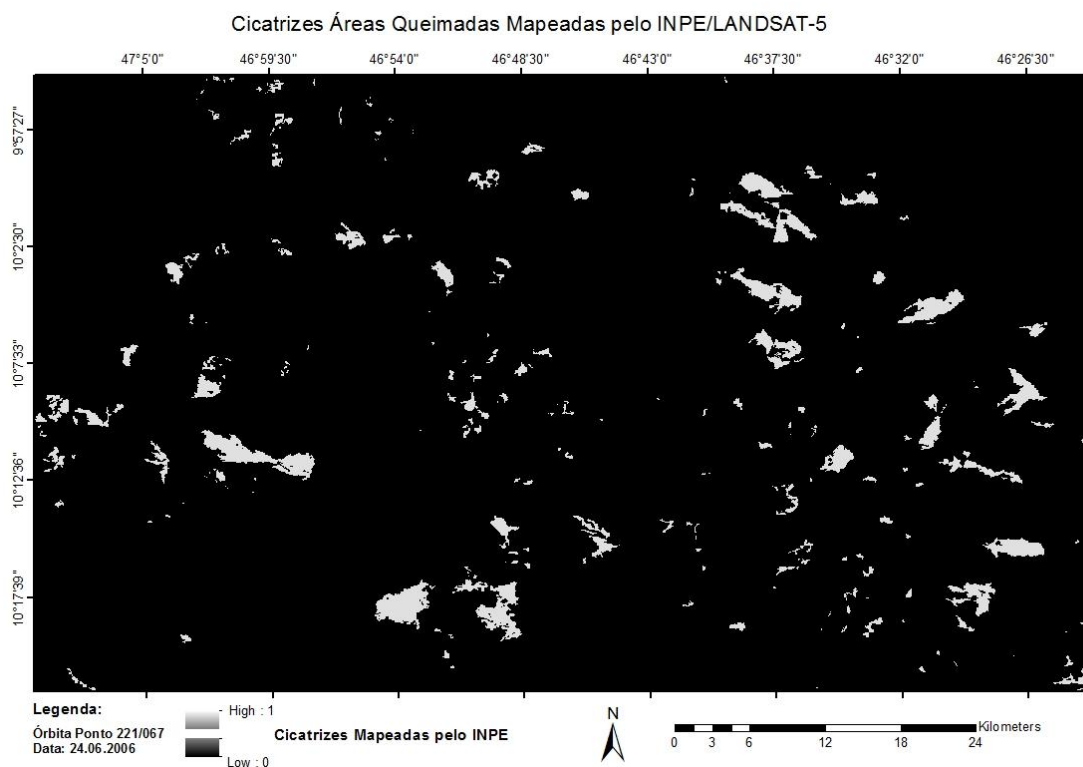 Cicatrizes Áreas Queimadas Mapeadas pelo INPE/LANDSAT-5
47°5'0" 46°59'30" 46°54'0" 46°48'30" 46°43'0" 46°37'30" 46°32'0" 46°26'30"
9°57'27"
10°2'30"
10°7'33"
10°12'36"
10°17'39"
Legenda:
Órbita Ponto 221/067
Data: 24.06.2006
High : 1
Low : 0
Cicatrizes Mapeadas pelo INPE
N
Kilometers
0 3 6 12 18 24